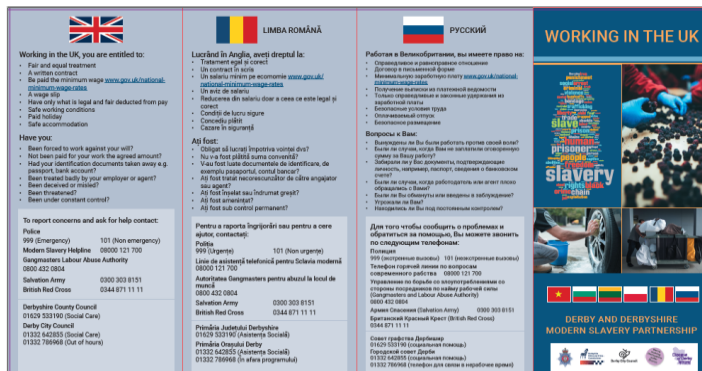 Working in the UK, you are entitled to:
Fair and equal treatment
A written contract
Be paid the minimum wage www.gov.uk/national-
minimum-wage-rates
A wage slip
Have only what is legal and fair deducted from pay
Safe working conditions
Paid holiday
Safe accommodation
Have you:
Been forced to work against your will?
Not been paid for your work the agreed amount?
Had your identification documents taken away e.g.
passport, bank account?
Been treated badly by your employer or agent?
Been deceived or misled?
Been threatened?
Been under constant control?
To report concerns and ask for help contact:
Police
999 (Emergency) 101 (Non emergency)
Modern Slavery Helpline 08000 121 700
Gangmasters Labour Abuse Authority
0800 432 0804
Salvation Army 0300 303 8151
British Red Cross 0344 871 11 11
Derbyshire County Council
01629 533190 (Social Care)
Derby City Council
01332 642855 (Social Care)
01332 786968 (Out of hours)
LIMBA ROMÂNĂ
Lucrând în Anglia, aveți dreptul la:
Tratament egal și corect
Un contract în scris
Un salariu minim pe economie www.gov.uk/
national-minimum-wage-rates
Un aviz de salariu
Reducerea din salariu doar a ceea ce este legal și
corect
Condiții de lucru sigure
Concediu plătit
Cazare în siguranță
Ați fost:
Obligat să lucrați împotriva voinței dvs?
Nu v-a fost plătită suma convenită?
V-au fost luate documentele de identificare, de
exemplu pașaportul, contul bancar?
Ați fost tratat necorespunzător de către angajator
sau agent?
Ați fost înșelat sau îndrumat greșit?
Ați fost amenințat?
Ați fost sub control permanent?
Pentru a raporta îngrijorări sau pentru a cere
ajutor, contactați:
Poliția
999 (Urgențe) 101 (Non urgențe)
Linie de asistență telefonică pentru Sclavia modernă
08000 121 700
Autoritatea Gangmasters pentru abuzul la locul de
muncă
0800 432 0804
Salvation Army 0300 303 8151
British Red Cross 0344 871 11 11
Primăria Județului Derbyshire
01629 533190 (Asistența Socială)
Primăria Orașului Derby
01332 642855 (Asistența Socială)
01332 786968 (În afara programului)
РУССКИЙ
Работая в Великобритании, вы имеете право на:
Справедливое и равноправное отношение
Договор в письменной форме
Минимальную заработную плату www.gov.uk/national-
minimum-wage-rates
Получение выписки из платежной ведомости
Только справедливые и законные удержания из
заработной платы
Безопасные условия труда
Оплачиваемый отпуск
Безопасное размещение
Вопросы к Вам:
Вынуждены ли Вы были работать против своей воли?
Были ли случаи, когда Вам не заплатили оговоренную
сумму за Вашу работу?
Забирали ли у Вас документы, подтверждающие
личность, например, паспорт, сведения о банковском
счете?
Были ли случаи, когда работодатель или агент плохо
обращались с Вами?
Были ли Вы обмануты или введены в заблуждение?
Угрожали ли Вам?
Находились ли Вы под постоянным контролем?
Для того чтобы сообщить о проблемах и
обратиться за помощью, Вы можете звонить
по следующим телефонам:
Полиция
999 (экстренные вызовы) 101 (неэкстренные вызовы)
Телефон горячей линии по вопросам
современного рабства 08000 121 700
Управление по борьбе со злоупотреблениями со
стороны посредников по найму рабочей силы
(Gangmasters and Labour Abuse Authority)
0800 432 0804
Армия Спасения (Salvation Army) 0300 303 8151
Британский Красный Крест (British Red Cross)
0344 871 11 11
Совет графства Дербишир
01629 533190 (социальная помощь)
Городской совет Дерби
01332 642855 (социальная помощь)
01332 786968 (телефон для связи в нерабочее время)
WORKING IN THE UK
slave
human
prisoner
people
freedom
slavery
rights
chain
DERBY AND DERBYSHIRE
MODERN SLAVERY PARTNERSHIP
Derby City Council